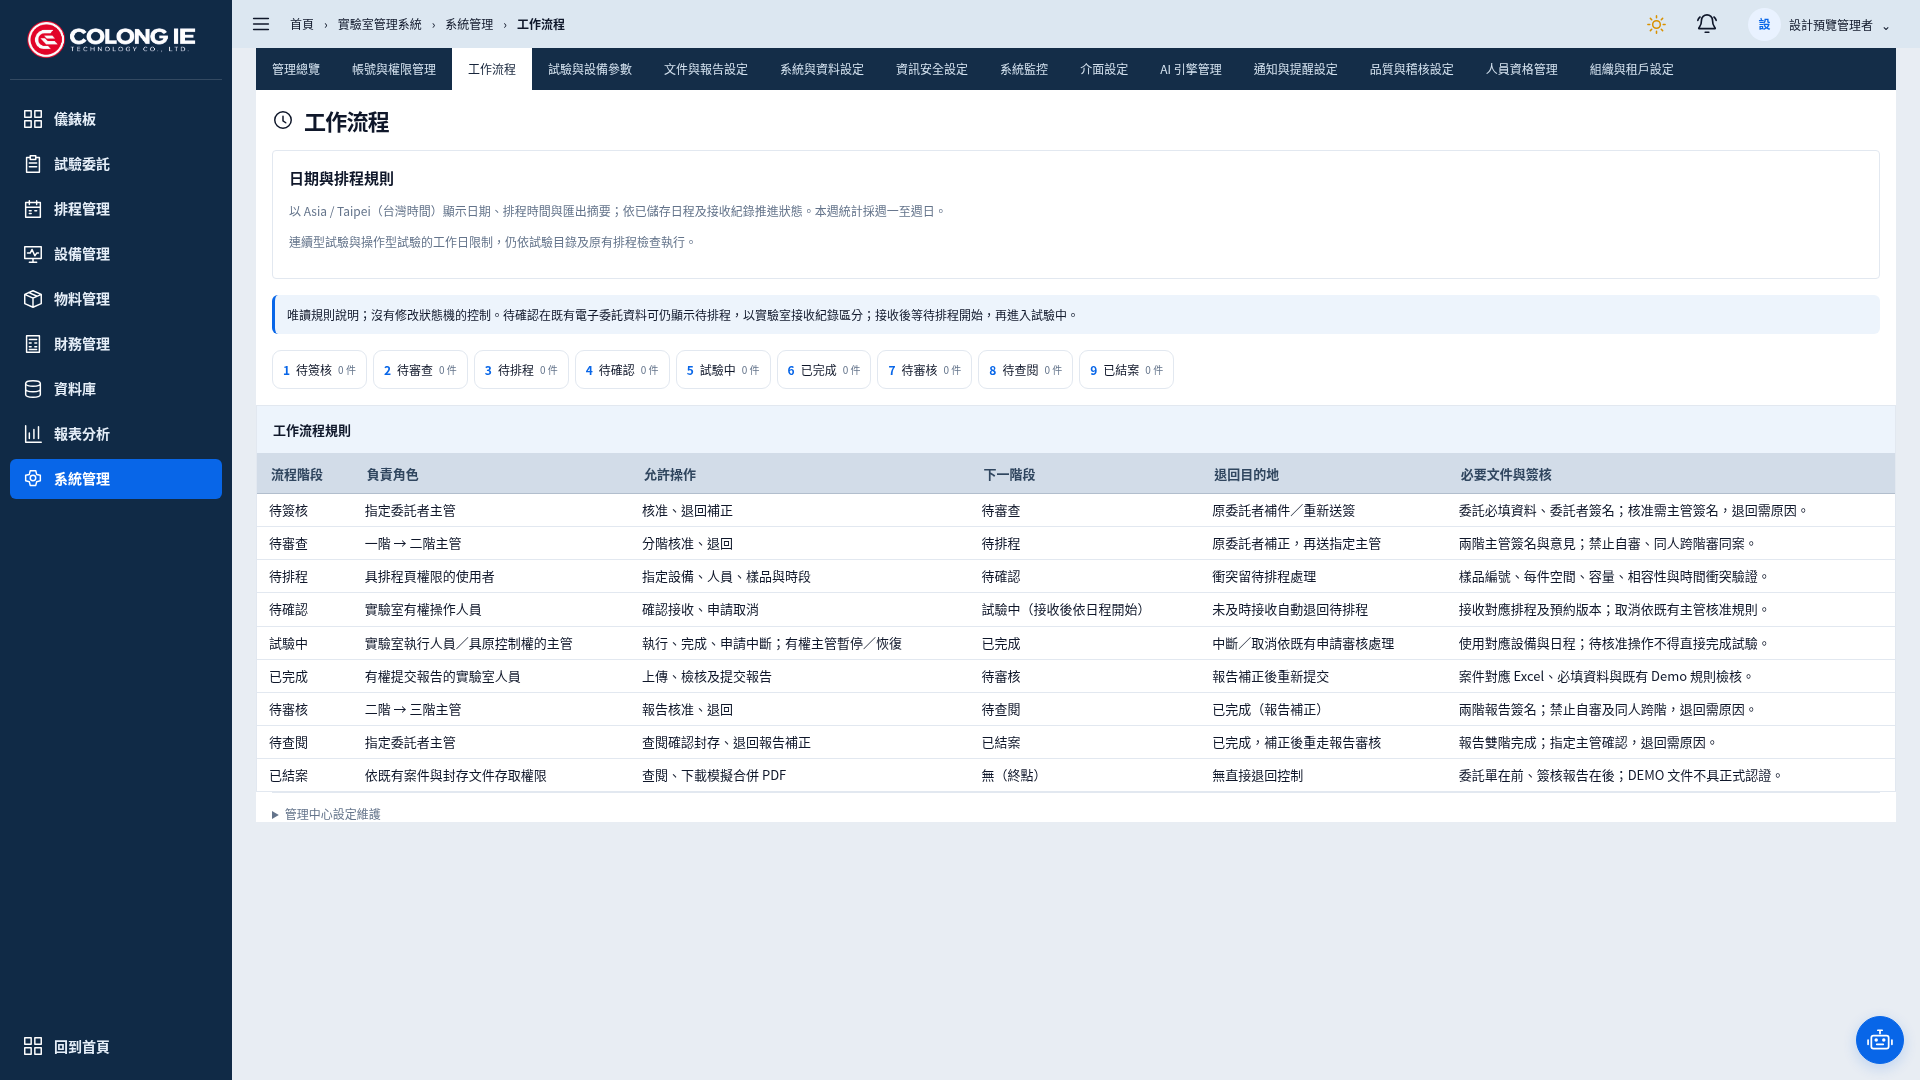 COLONG IE
TECHNOLOGY CO., LTD.
儀錶板
試驗委託
排程管理
設備管理
物料管理
財務管理
資料庫
報表分析
系統管理
回到首頁
首頁 › 實驗室管理系統 › 系統管理 › 工作流程
設 設計預覽管理者
管理總覽 帳號與權限管理 工作流程 試驗與設備參數 文件與報告設定 系統與資料設定 資訊安全設定 系統監控 介面設定 AI 引擎管理 通知與提醒設定 品質與稽核設定 人員資格管理 組織與租戶設定
工作流程
日期與排程規則
以 Asia / Taipei（台灣時間）顯示日期、排程時間與匯出摘要；依已儲存日程及接收紀錄推進狀態。本週統計採週一至週日。
連續型試驗與操作型試驗的工作日限制，仍依試驗目錄及原有排程檢查執行。
唯讀規則說明；沒有修改狀態機的控制。待確認在既有電子委託資料可仍顯示待排程，以實驗室接收紀錄區分；接收後等待排程開始，再進入試驗中。
1 待簽核 0 件 2 待審查 0 件 3 待排程 0 件 4 待確認 0 件 5 試驗中 0 件 6 已完成 0 件 7 待審核 0 件 8 待查閱 0 件 9 已結案 0 件
工作流程規則
流程階段 負責角色 允許操作 下一階段 退回目的地 必要文件與簽核
待簽核 指定委託者主管 核准、退回補正 待審查 原委託者補件／重新送簽 委託必填資料、委託者簽名；核准需主管簽名，退回需原因。
待審查 一階 → 二階主管 分階核准、退回 待排程 原委託者補正，再送指定主管 兩階主管簽名與意見；禁止自審、同人跨階審同案。
待排程 具排程頁權限的使用者 指定設備、人員、樣品與時段 待確認 衝突留待排程處理 樣品編號、每件空間、容量、相容性與時間衝突驗證。
待確認 實驗室有權操作人員 確認接收、申請取消 試驗中（接收後依日程開始） 未及時接收自動退回待排程 接收對應排程及預約版本；取消依既有主管核准規則。
試驗中 實驗室執行人員／具原控制權的主管 執行、完成、申請中斷；有權主管暫停／恢復 已完成 中斷／取消依既有申請審核處理 使用對應設備與日程；待核准操作不得直接完成試驗。
已完成 有權提交報告的實驗室人員 上傳、檢核及提交報告 待審核 報告補正後重新提交 案件對應 Excel、必填資料與既有 Demo 規則檢核。
待審核 二階 → 三階主管 報告核准、退回 待查閱 已完成（報告補正） 兩階報告簽名；禁止自審及同人跨階，退回需原因。
待查閱 指定委託者主管 查閱確認封存、退回報告補正 已結案 已完成，補正後重走報告審核 報告雙階完成；指定主管確認，退回需原因。
已結案 依既有案件與封存文件存取權限 查閱、下載模擬合併 PDF 無（終點） 無直接退回控制 委託單在前、簽核報告在後；DEMO 文件不具正式認證。
▶ 管理中心設定維護